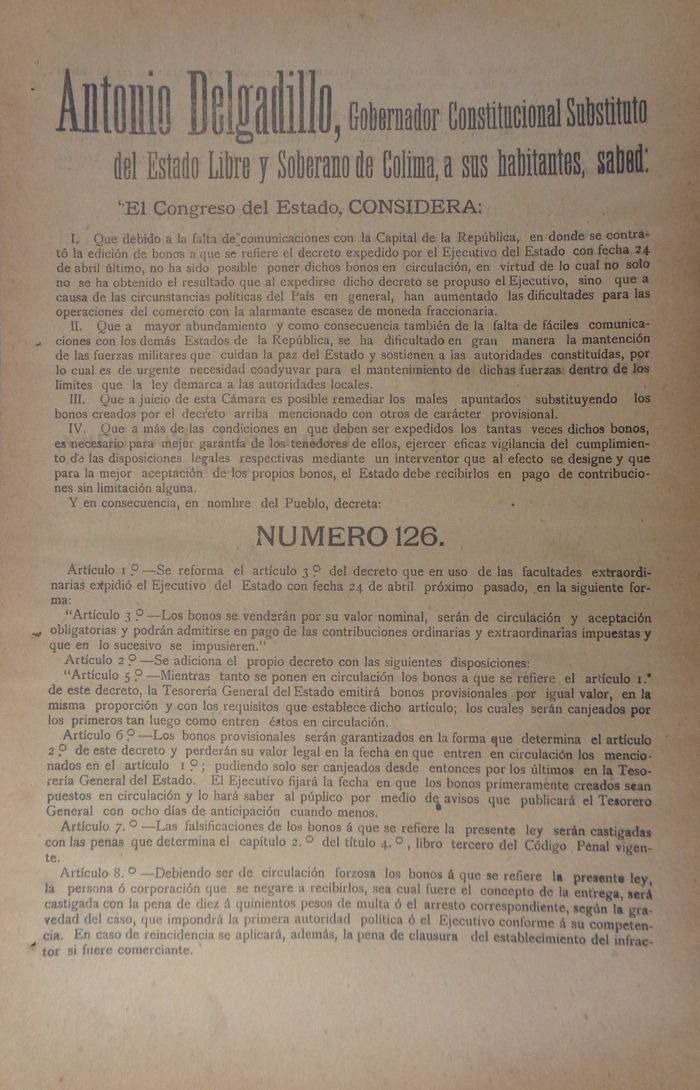 Antonio Delgadillo, Gobernador Constitucional Substituto
del Estado Libre y Soberano de Colima, a sus habitantes, sabed:
"El Congreso del Estado, CONSIDERA:
I. Que debido a la falta de comunicaciones con la Capital de la República, en donde se contra-
tó la edición de bonos a que se refiere el decreto expedido por el Ejecutivo del Estado con fecha 24
de abril último, no ha sido posible poner dichos bonos en circulación, en virtud de lo cual no solo
no se ha obtenido el resultado que al expedirse dicho decreto se propuso el Ejecutivo, sino que a
causa de las circunstancias políticas del País en general, han aumentado las dificultades para las
operaciones del comercio con la alarmante escasez de moneda fraccionaria.
II. Que a mayor abundamiento y como consecuencia también de la falta de fáciles comunica-
ciones con los demás Estados de la República, se ha dificultado en gran manera la mantención
de las fuerzas militares que cuidan la paz del Estado y sostienen a ias autoridades constituídas, por
lo cual es de urgente necesidad coadyuvar para el mantenimiento de dichas fuerzas dentro de los
límites que la ley demarca a las autoridades locales.
III. Que a juicio de esta Cámara es posible remediar los males apuntados substituyendo los
bonos creados por el decreto arriba mencionado con otros de carácter provisional.
IV. Que a más de las condiciones en que deben ser expedidos los tantas veces dichos bonos,
es necesario para mejor garantía de los tenedores de ellos, ejercer eficaz vigilancia del cumplimien-
to de las disposiciones legales respectivas mediante un interventor que al efecto se designe y que
para la mejor aceptación de los propios bonos, el Estado debe recibirlos en pago de contribucio-
nes sin limitación alguna.
Y en consecuencia, en nombre del Pueblo, decreta:
NUMERO 126.
Artículo 1º—Se reforma el artículo 3º del decreto que en uso de las facultades extraordi-
narias expidió el Ejecutivo del Estado con fecha 24 de abril próximo pasado, en la siguiente for-
ma:
"Artículo 3º—Los bonos se venderán por su valor nominal, serán de circulación y aceptación
obligatorias y podrán admitirse en pago de las contribuciones ordinarias y extraordinarias impuestas y
que en lo sucesivo se impusieren."
Artículo 2º—Se adiciona el propio decreto con las siguientes disposiciones:
"Artículo 5º—Mientras tanto se ponen en circulación los bonos a que se refiere el artículo 1.º
de este decreto, la Tesorería General del Estado emitirá bonos provisionales por igual valor, en la
misma proporción y con los requisitos que establece dicho artículo; los cuales serán canjeados por
los primeros tan luego como entren éstos en circulación.
Artículo 6º—Los bonos provisionales serán garantizados en la forma que determina el artículo
2º de este decreto y perderán su valor legal en la fecha en que entren en circulación los mencio-
nados en el artículo 1º; pudiendo solo ser canjeados desde entonces por los últimos en la Teso-
rería General del Estado. El Ejecutivo fijará la fecha en que los bonos primeramente creados sean
puestos en circulación y lo hará saber al púplico por medio de avisos que publicará el Tesorero
General con ocho días de anticipación cuando menos.
Artículo 7.º—Las falsificaciones de los bonos á que se refiere la presente ley serán castigadas
con las penas que determina el capítulo 2.º del título 4.º, libro tercero del Código Penal vigen-
te.
Artículo 8.º—Debiendo ser de circulación forzosa los bonos á que se refiere la presente ley,
la persona ó corporación que se negare a recibirlos, sea cual fuere el concepto de la entrega, será
castigada con la pena de diez á quinientos pesos de multa ó el arresto correspondiente, según la gra-
vedad del caso, que impondrá la primera autoridad política ó el Ejecutivo conforme á su competen-
cia. En caso de reincidencia se aplicará, además, la pena de clausura del establecimiento del infrac-
tor si fuere comerciante.